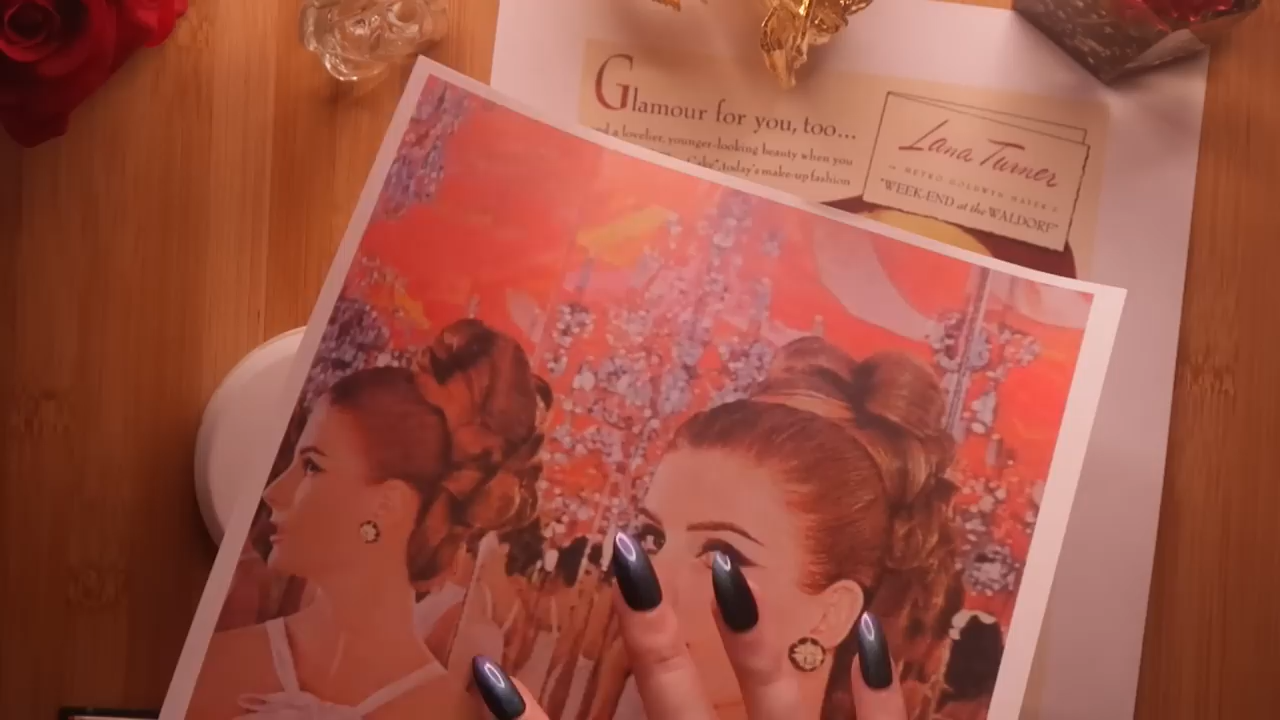 Glamour for you, too...
a lovelier, younger-looking beauty when you
today's make-up fashion
Lana Turner
in METRO GOLDWYN MAYER'S
"WEEK-END at the WALDORF"